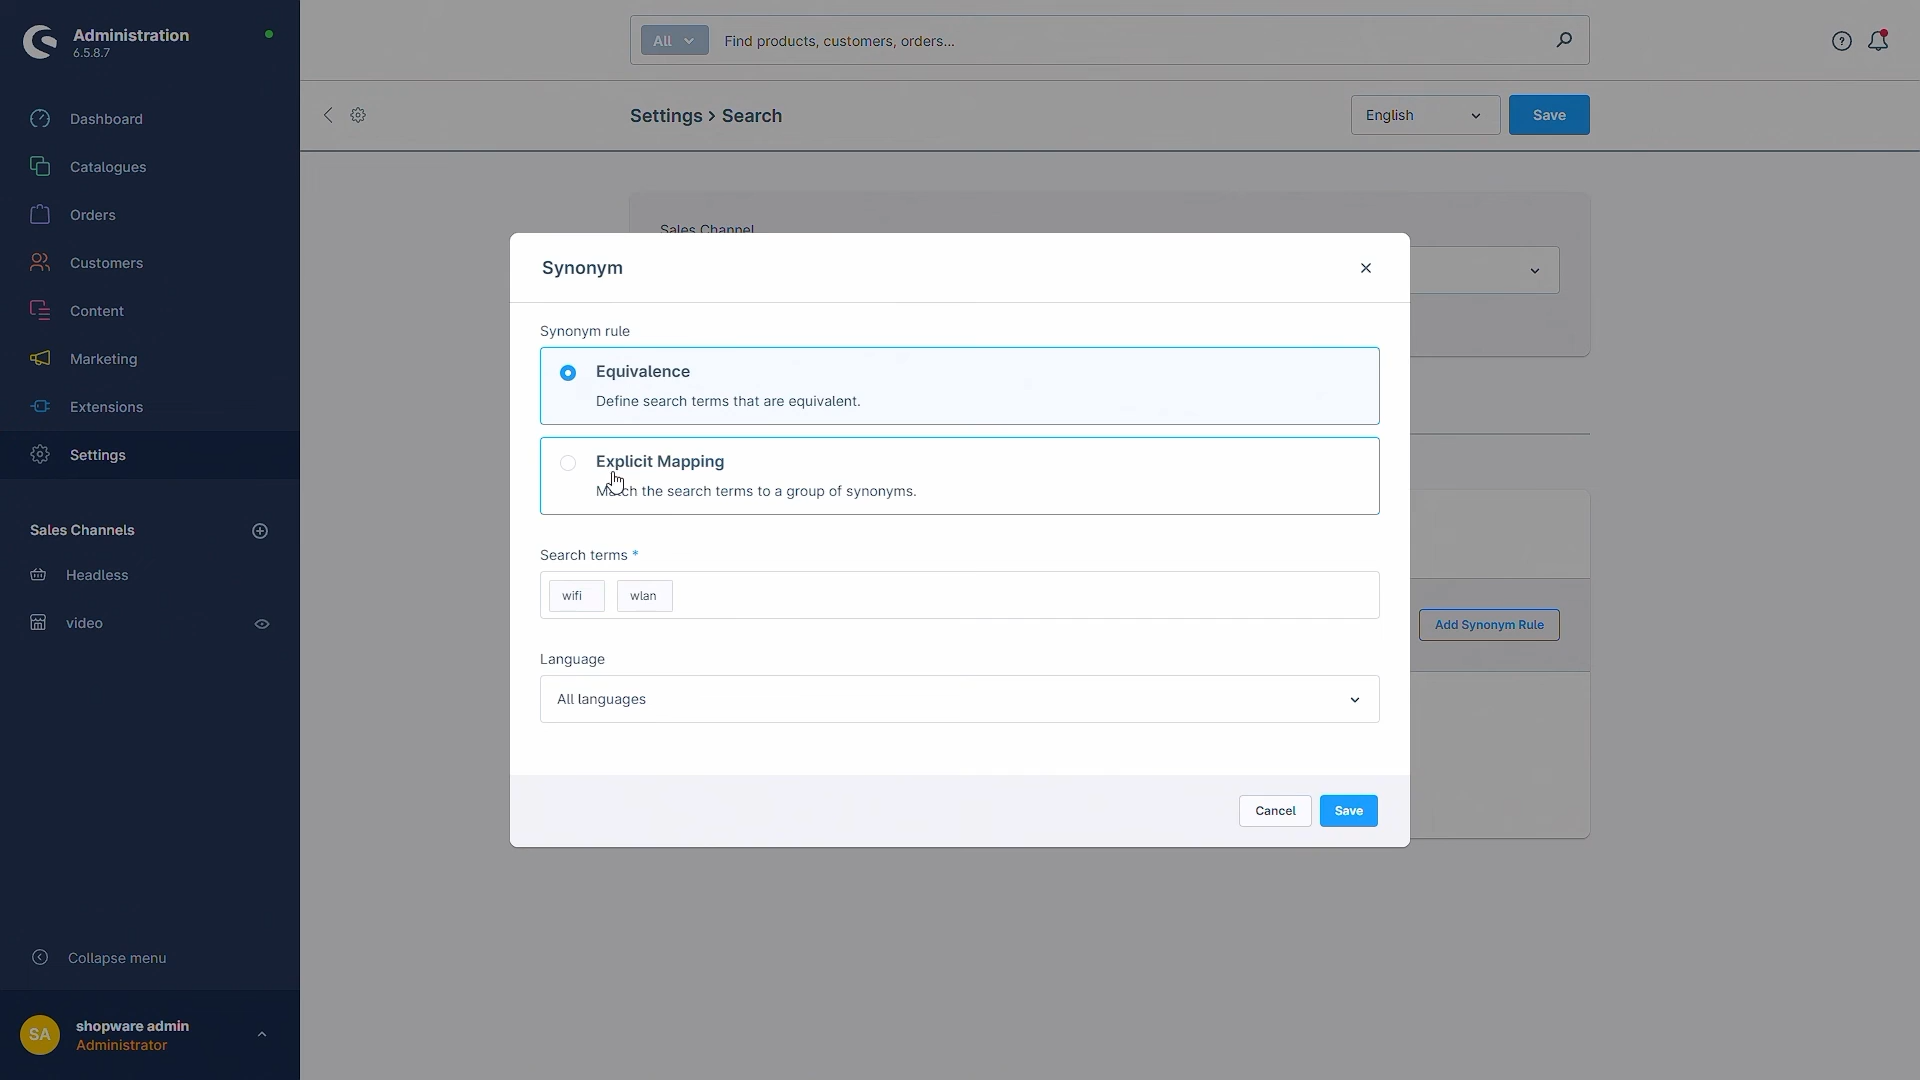 Administration
6.5.8.7
Dashboard
Catalogues
Orders
Customers
Content
Marketing
Extensions
Settings
Sales Channels
Headless
video
Collapse menu
SA
shopware admin
Administrator
All
Find products, customers, orders...
Settings > Search
English
Save
Sales Channel
Synonym
Synonym rule
Equivalence
Define search terms that are equivalent.
Explicit Mapping
Match the search terms to a group of synonyms.
Search terms *
wifi
wlan
Add Synonym Rule
Language
All languages
Cancel
Save